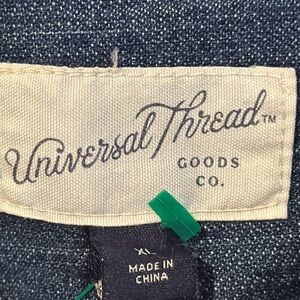 Universal Thread™
GOODS
CO.
XL
MADE IN
CHINA